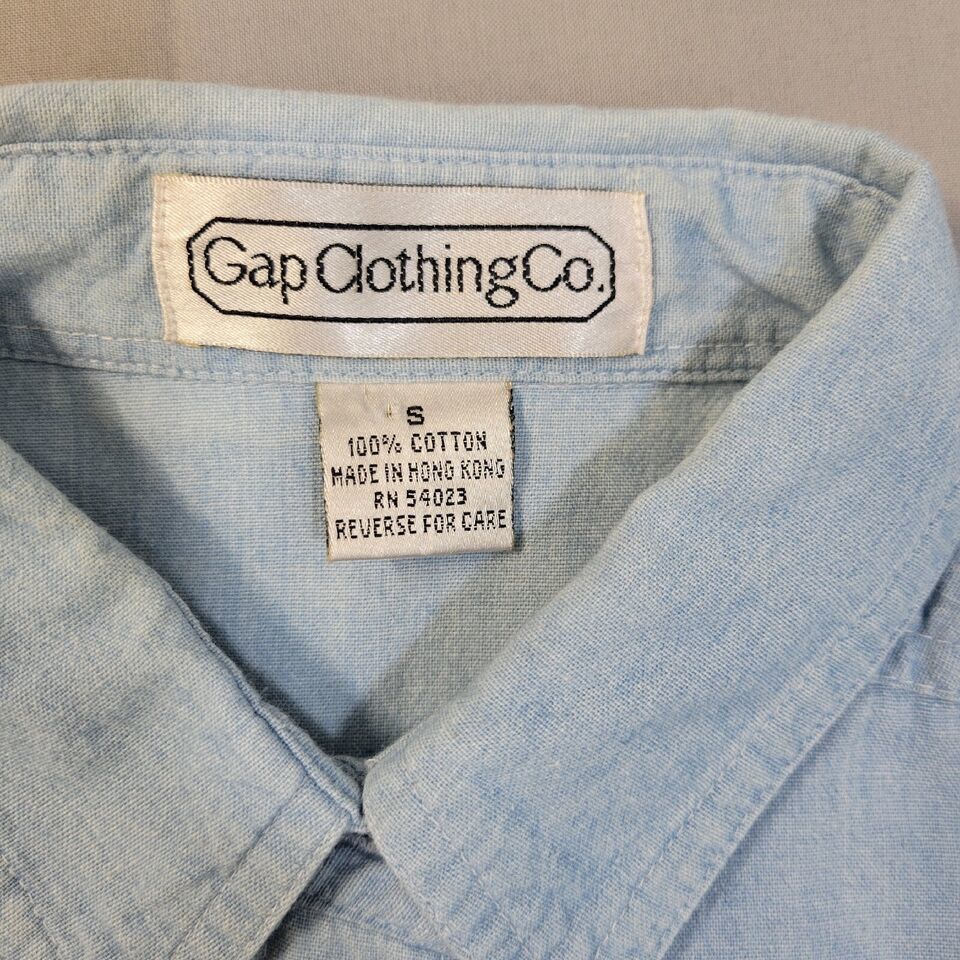 Gap Clothing Co.
S
100% COTTON
MADE IN HONG KONG
RN 54023
REVERSE FOR CARE